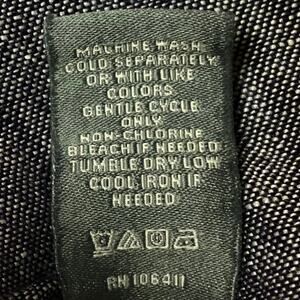 MACHINE WASH
COLD SEPARATELY
OR WITH LIKE
COLORS
GENTLE CYCLE
ONLY
NON-CHLORINE
BLEACH IF NEEDED
TUMBLE DRY LOW
COOL IRON IF
NEEDED
RN 106411